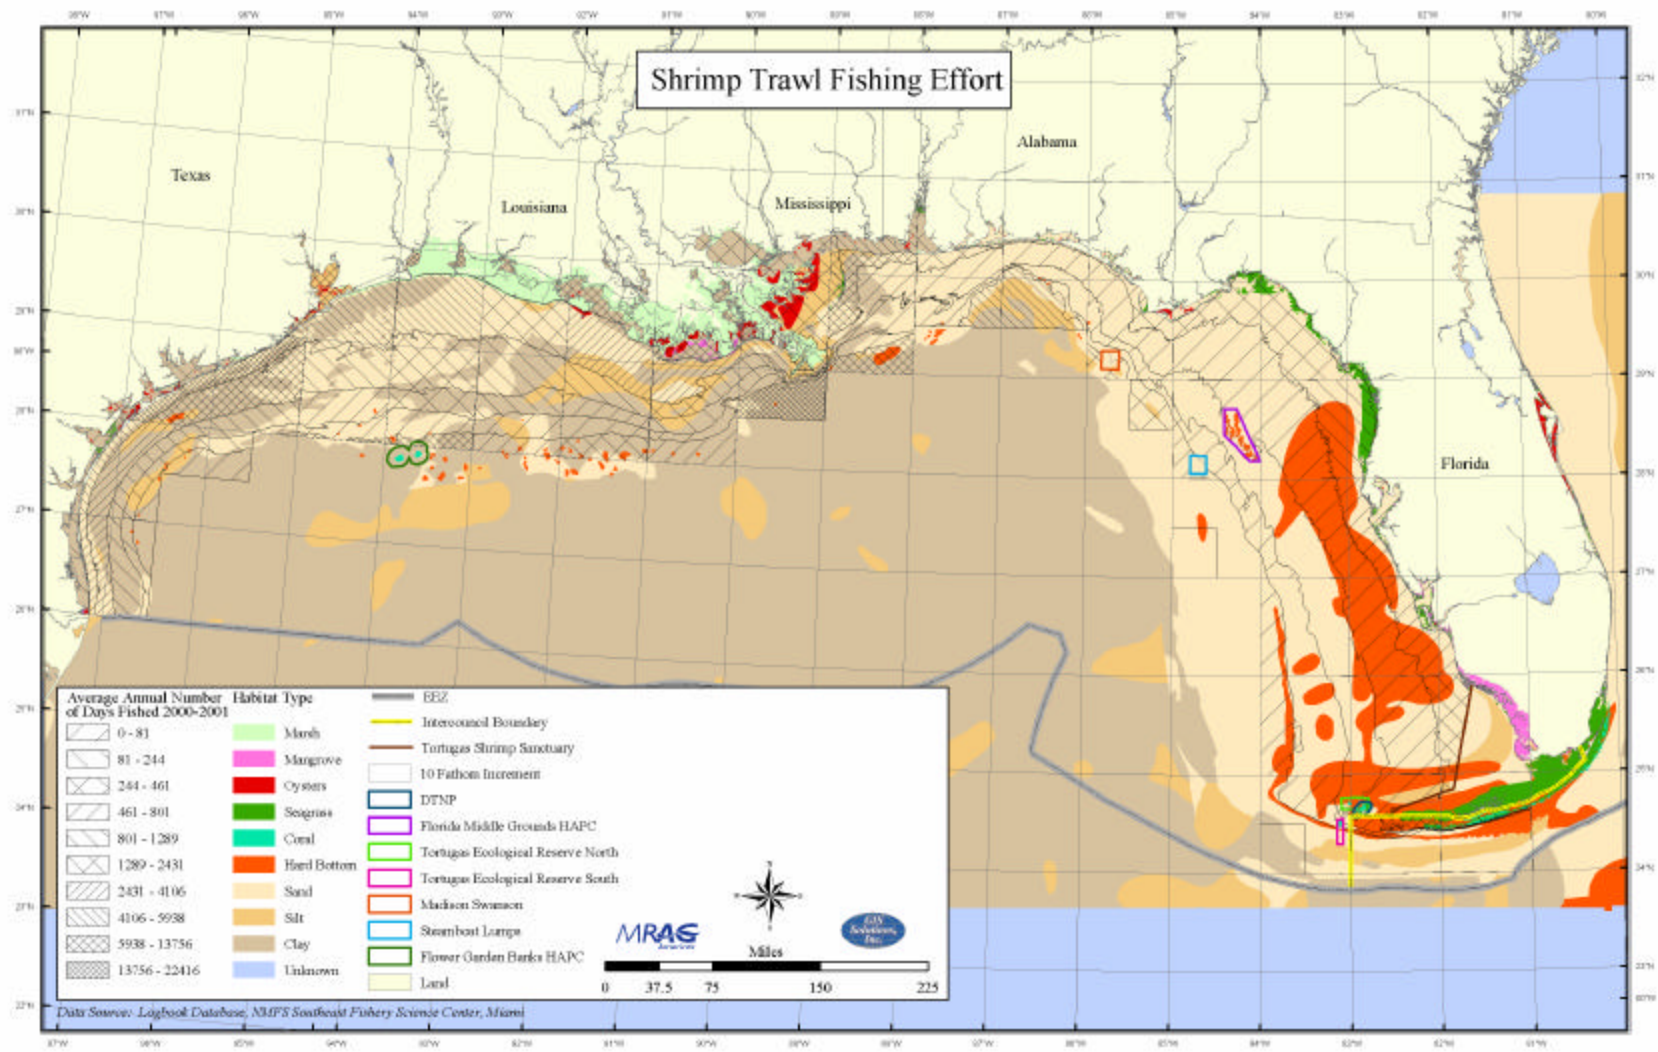 Shrimp Trawl Fishing Effort
Texas
Louisiana
Mississippi
Alabama
Florida
Average Annual Number
of Days Fished 2000-2001
0 - 81
81 - 244
244 - 461
461 - 801
801 - 1289
1289 - 2431
2431 - 4106
4106 - 5938
5938 - 13756
13756 - 22416
Habitat Type
Marsh
Mangrove
Oysters
Seagrass
Coral
Hard Bottom
Sand
Silt
Clay
Unknown
EEZ
Intercouncil Boundary
Tortugas Shrimp Sanctuary
10 Fathom Increment
DTNP
Florida Middle Grounds HAPC
Tortugas Ecological Reserve North
Tortugas Ecological Reserve South
Madison Swanson
Steamboat Lumps
Flower Garden Banks HAPC
Land
N
S
MRAG
Americas
GIS
Solutions,
Inc.
Miles
0 37.5 75 150 225
Data Source: Logbook Database, NMFS Southeast Fishery Science Center, Miami